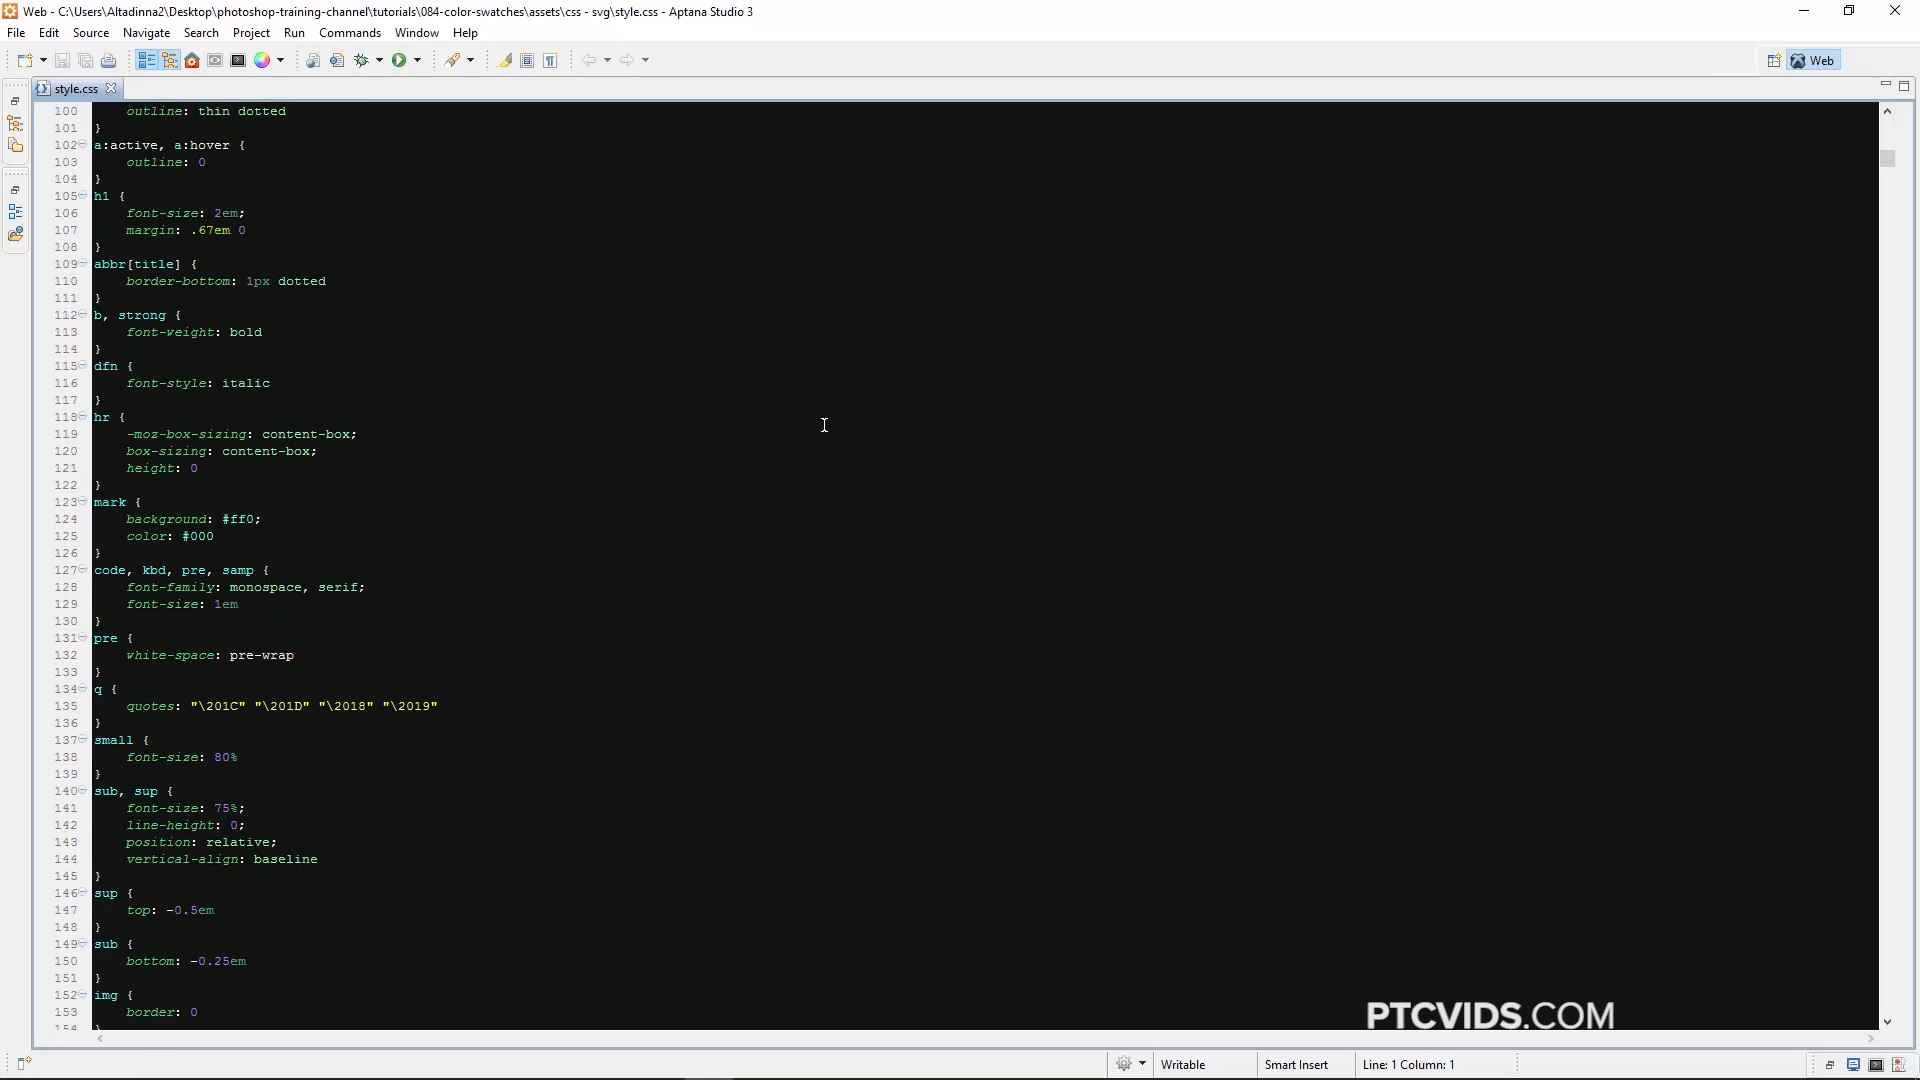 Web - C:\Users\Altadinna2\Desktop\photoshop-training-channel\tutorials\084-color-swatches\assets\css - svg\style.css - Aptana Studio 3
File Edit Source Navigate Search Project Run Commands Window Help
Web
style.css
100 outline: thin dotted
101 }
102 a:active, a:hover {
103 outline: 0
104 }
105 h1 {
106 font-size: 2em;
107 margin: .67em 0
108 }
109 abbr[title] {
110 border-bottom: 1px dotted
111 }
112 b, strong {
113 font-weight: bold
114 }
115 dfn {
116 font-style: italic
117 }
118 hr {
119 -moz-box-sizing: content-box;
120 box-sizing: content-box;
121 height: 0
122 }
123 mark {
124 background: #ff0;
125 color: #000
126 }
127 code, kbd, pre, samp {
128 font-family: monospace, serif;
129 font-size: 1em
130 }
131 pre {
132 white-space: pre-wrap
133 }
134 q {
135 quotes: "\201C" "\201D" "\2018" "\2019"
136 }
137 small {
138 font-size: 80%
139 }
140 sub, sup {
141 font-size: 75%;
142 line-height: 0;
143 position: relative;
144 vertical-align: baseline
145 }
146 sup {
147 top: -0.5em
148 }
149 sub {
150 bottom: -0.25em
151 }
152 img {
153 border: 0
154 }
PTCVIDS.COM
Writable Smart Insert Line: 1 Column: 1